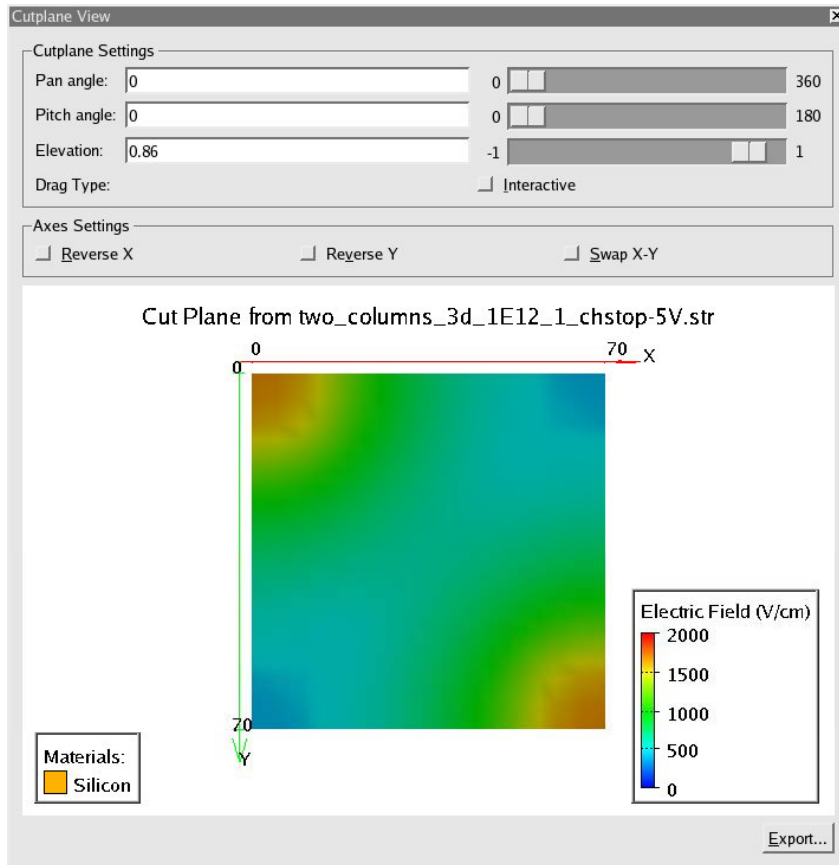 Cutplane View
Cutplane Settings
Pan angle: 0 0 360
Pitch angle: 0 0 180
Elevation: 0.86 -1 1
Drag Type: Interactive
Axes Settings
Reverse X Reverse Y Swap X-Y
Cut Plane from two_columns_3d_1E12_1_chstop-5V.str
0 70 X
0
70
Y
Materials:
Silicon
Electric Field (V/cm)
2000
1500
1000
500
0
Export...